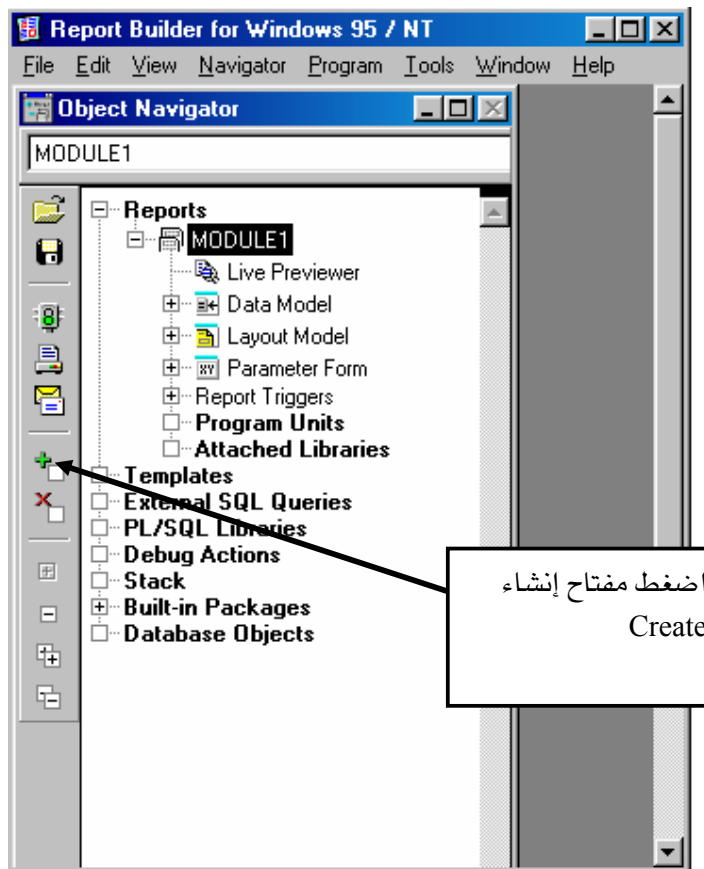 Report Builder for Windows 95 / NT
File Edit View Navigator Program Tools Window Help
Object Navigator
MODULE1
Reports
MODULE1
Live Previewer
Data Model
Layout Model
Parameter Form
Report Triggers
Program Units
Attached Libraries
Templates
External SQL Queries
PL/SQL Libraries
Debug Actions
Stack
Built-in Packages
Database Objects
اضغط مفتاح إنشاء
Create